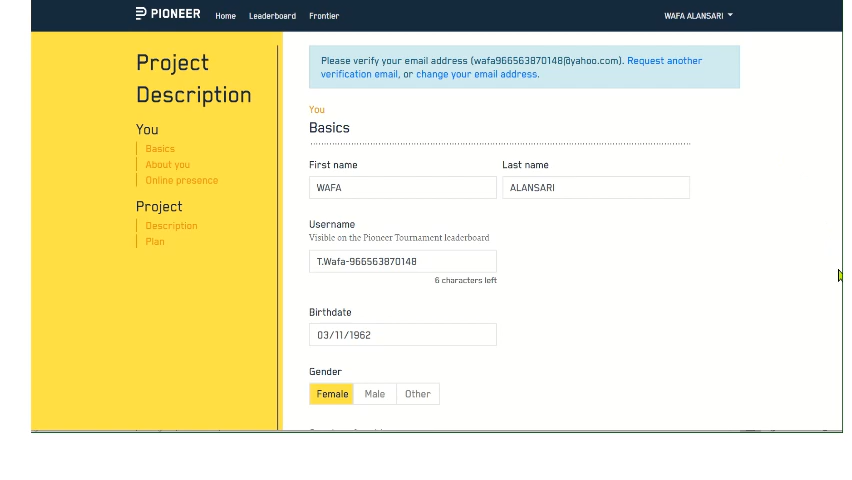 PIONEER Home Leaderboard Frontier WAFA ALANSARI
Project
Description
You
Basics
About you
Online presence
Project
Description
Plan
Please verify your email address (wafa966563870148@yahoo.com). Request another
verification email, or change your email address.
You
Basics
First name Last name
WAFA ALANSARI
Username
Visible on the Pioneer Tournament leaderboard
T.Wafa-966563870148
6 characters left
Birthdate
03/11/1962
Gender
Female Male Other